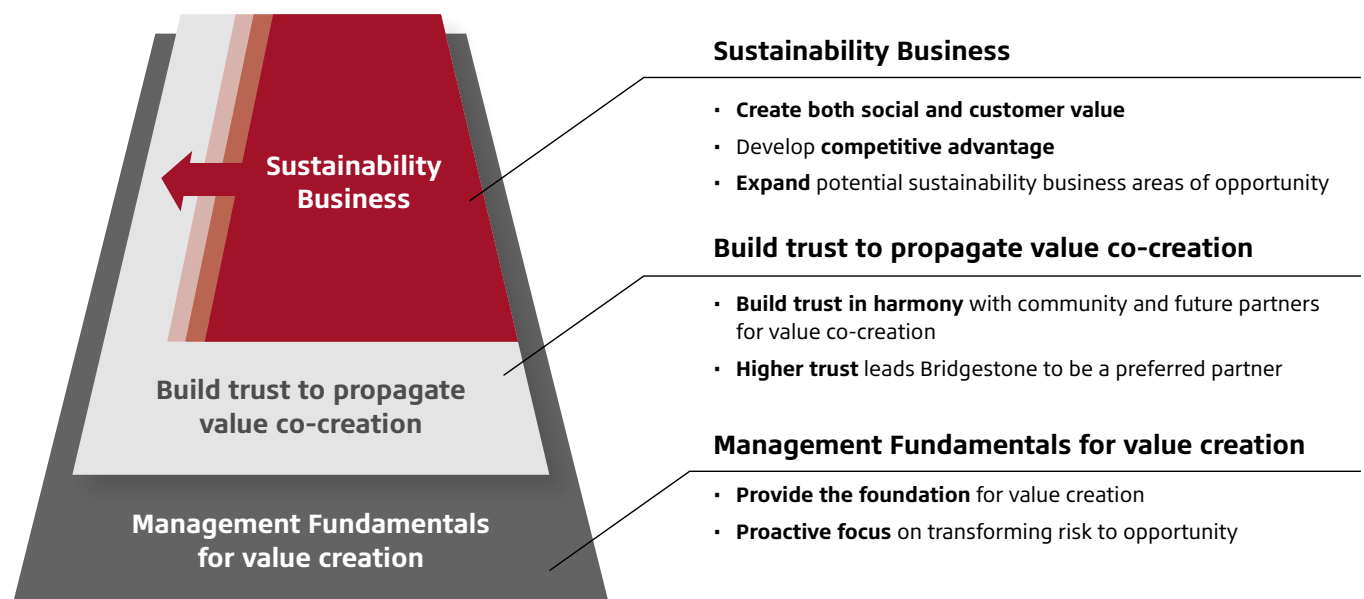 Sustainability
Business
Build trust to propagate
value co-creation
Management Fundamentals
for value creation
Sustainability Business
· Create both social and customer value
· Develop competitive advantage
· Expand potential sustainability business areas of opportunity
Build trust to propagate value co-creation
· Build trust in harmony with community and future partners
for value co-creation
· Higher trust leads Bridgestone to be a preferred partner
Management Fundamentals for value creation
· Provide the foundation for value creation
· Proactive focus on transforming risk to opportunity